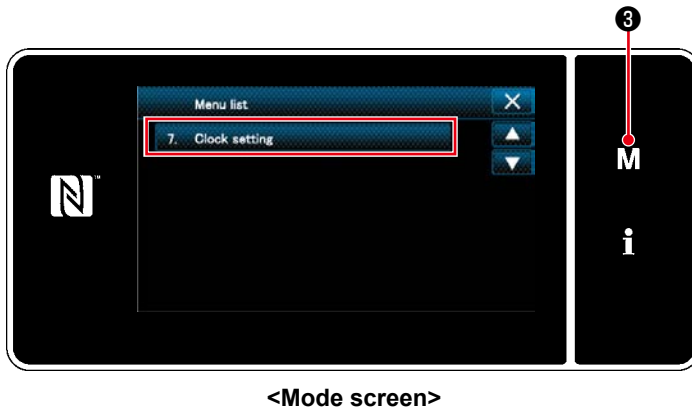 ❸
Menu list
7. Clock setting
M
i
<Mode screen>